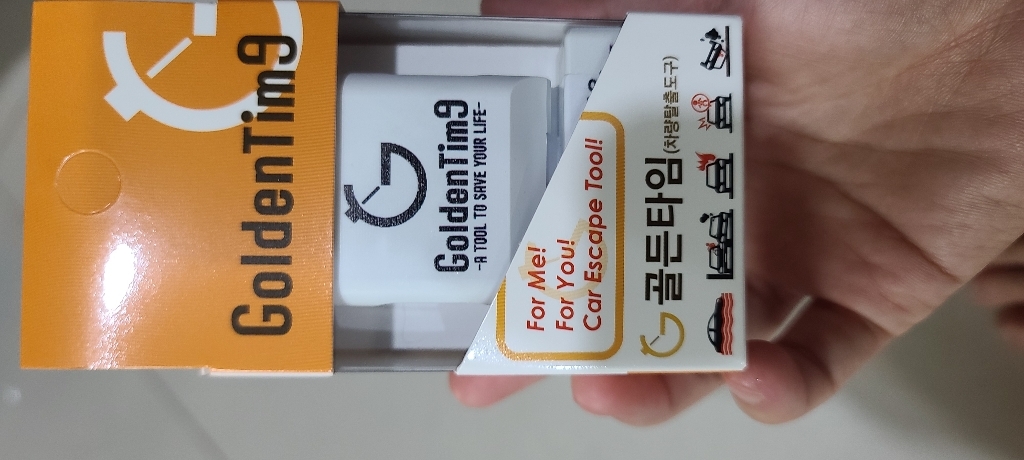 GoldenTim9
GoldenTim9
-A TOOL TO SAVE YOUR LIFE-
For Me!
For You!
Car Escape Tool!
골든타임(차량탈출도구)